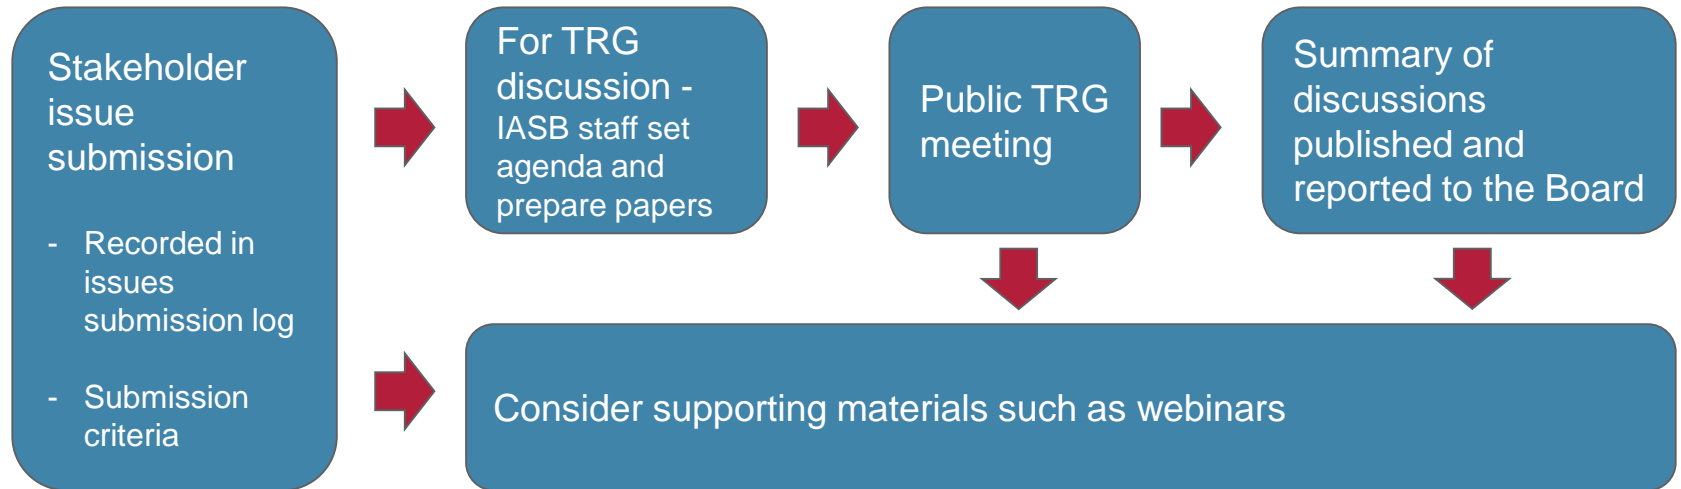 Stakeholder
issue
submission
- Recorded in
issues
submission log
- Submission
criteria
For TRG
discussion -
IASB staff set
agenda and
prepare papers
Public TRG
meeting
Summary of
discussions
published and
reported to the Board
Consider supporting materials such as webinars